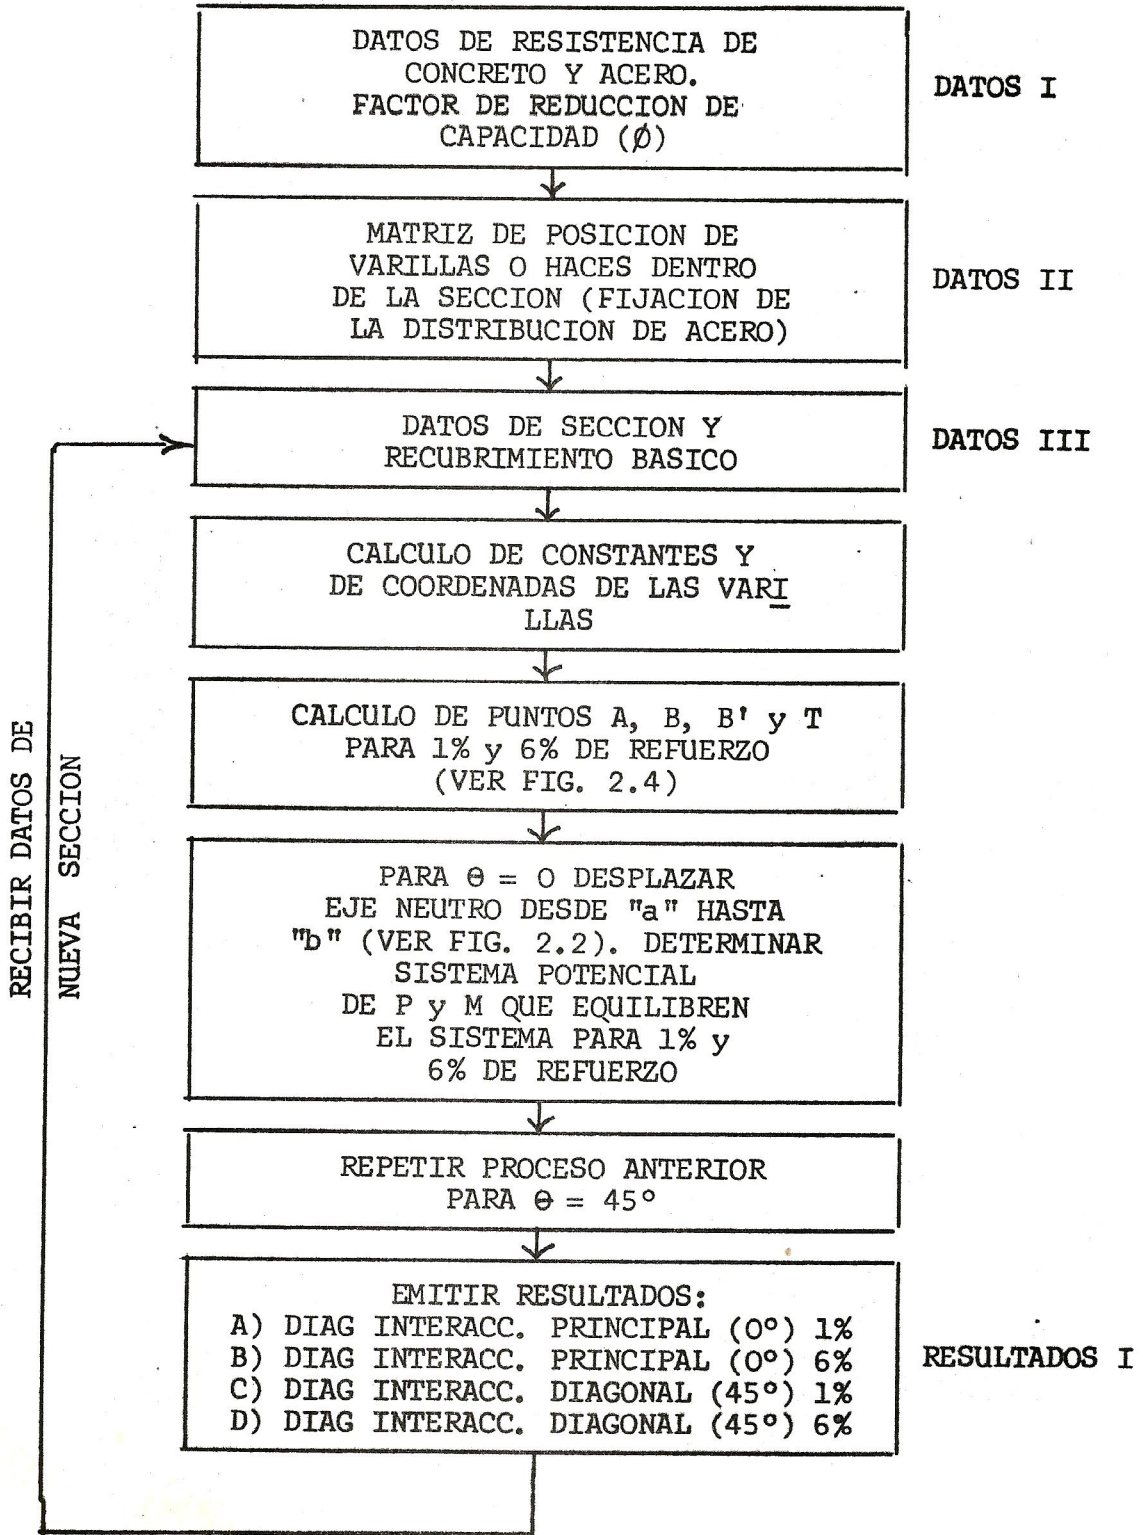 DATOS DE RESISTENCIA DE
CONCRETO Y ACERO.
FACTOR DE REDUCCION DE
CAPACIDAD (Ø)
DATOS I
MATRIZ DE POSICION DE
VARILLAS O HACES DENTRO
DE LA SECCION (FIJACION DE
LA DISTRIBUCION DE ACERO)
DATOS II
DATOS DE SECCION Y
RECUBRIMIENTO BASICO
DATOS III
CALCULO DE CONSTANTES Y
DE COORDENADAS DE LAS VARI
LLAS
CALCULO DE PUNTOS A, B, B' y T
PARA 1% y 6% DE REFUERZO
(VER FIG. 2.4)
PARA Θ = O DESPLAZAR
EJE NEUTRO DESDE "a" HASTA
"b" (VER FIG. 2.2). DETERMINAR
SISTEMA POTENCIAL
DE P y M QUE EQUILIBREN
EL SISTEMA PARA 1% y
6% DE REFUERZO
REPETIR PROCESO ANTERIOR
PARA Θ = 45°
EMITIR RESULTADOS:
A) DIAG INTERACC. PRINCIPAL (0°) 1%
B) DIAG INTERACC. PRINCIPAL (0°) 6%
C) DIAG INTERACC. DIAGONAL (45°) 1%
D) DIAG INTERACC. DIAGONAL (45°) 6%
RESULTADOS I
RECIBIR DATOS DE
NUEVA SECCION